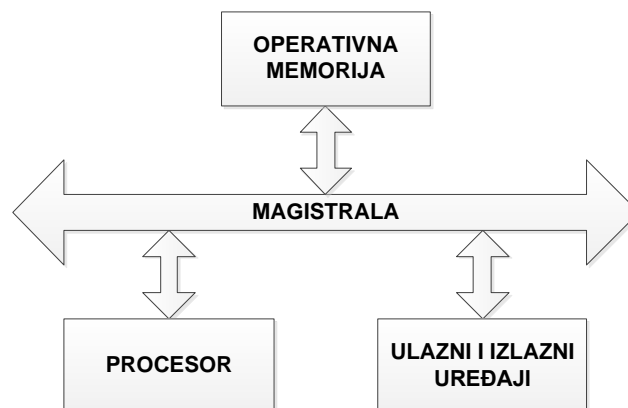 OPERATIVNA
MEMORIJA
MAGISTRALA
PROCESOR
ULAZNI I IZLAZNI
UREĐAJI